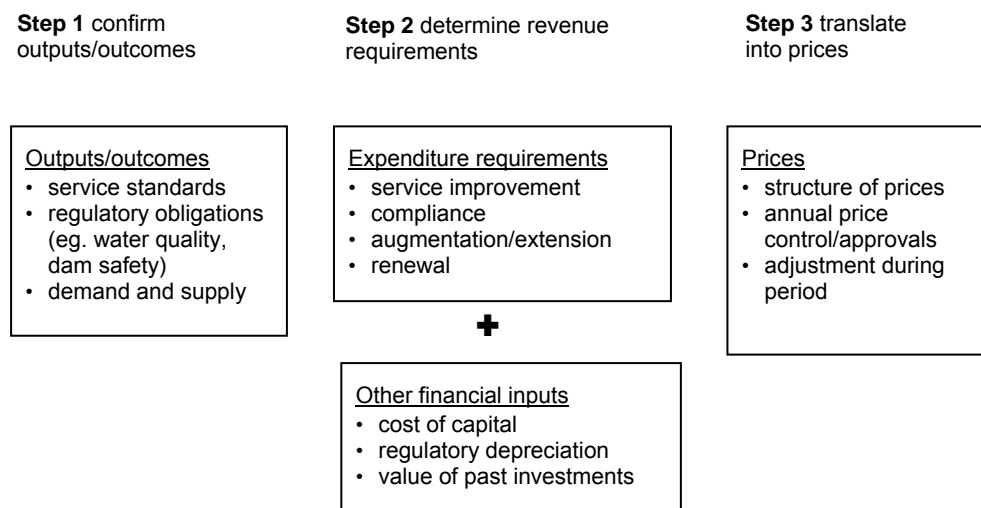 Step 1 confirm
outputs/outcomes
Step 2 determine revenue
requirements
Step 3 translate
into prices
Outputs/outcomes
• service standards
• regulatory obligations
(eg. water quality,
dam safety)
• demand and supply
Expenditure requirements
• service improvement
• compliance
• augmentation/extension
• renewal
+
Other financial inputs
• cost of capital
• regulatory depreciation
• value of past investments
Prices
• structure of prices
• annual price
control/approvals
• adjustment during
period